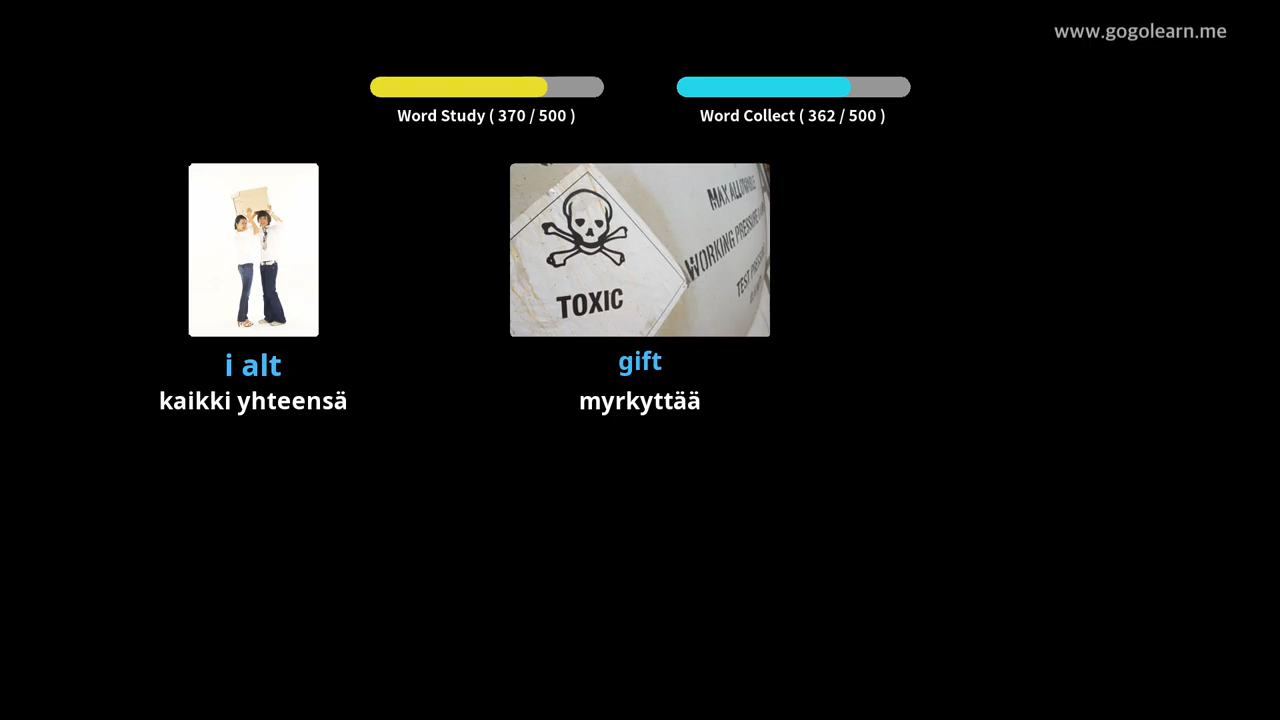 www.gogolearn.me
Word Study ( 370 / 500 )
Word Collect ( 362 / 500 )
TOXIC
MAX ALLOWABLE
WORKING PRESSURE
TEST PRESSURE
i alt
gift
kaikki yhteensä
myrkyttää